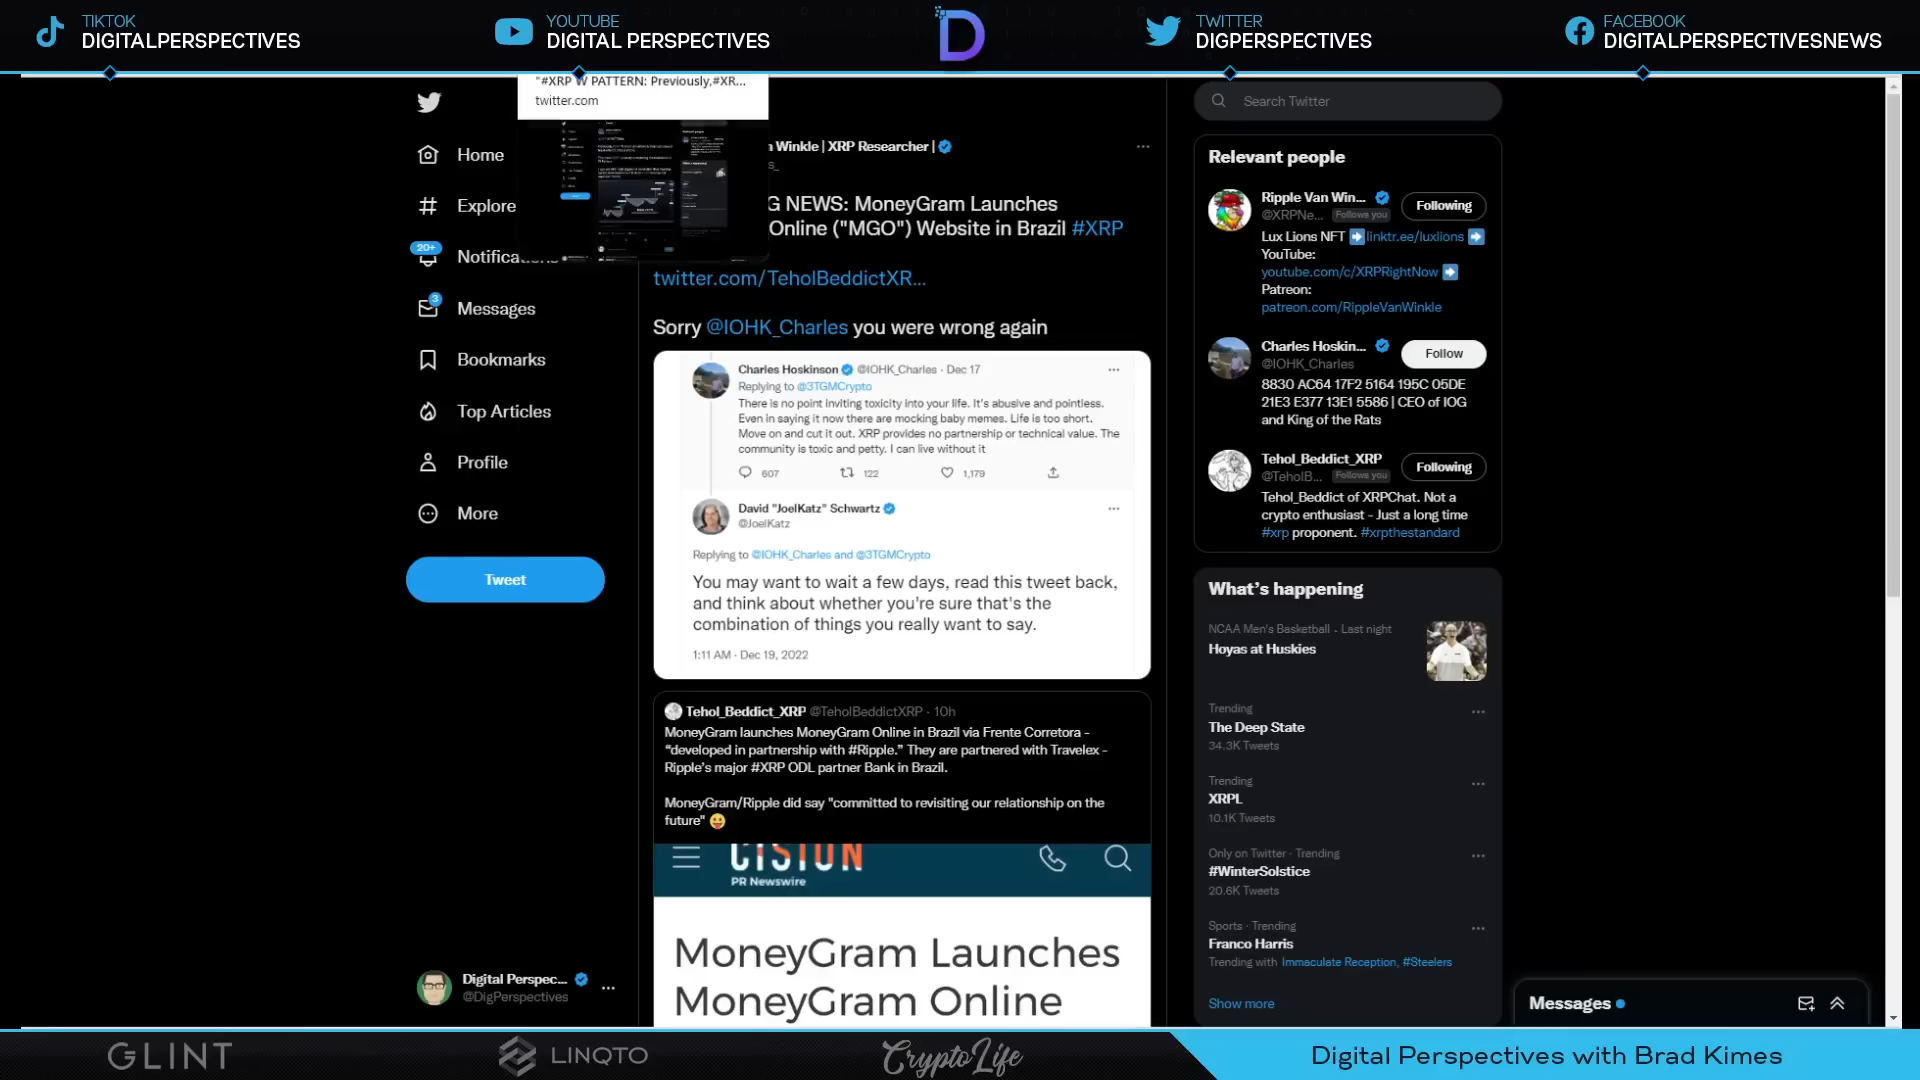 TIKTOK
DIGITALPERSPECTIVES
YOUTUBE
DIGITAL PERSPECTIVES
D
TWITTER
DIGPERSPECTIVES
FACEBOOK
DIGITALPERSPECTIVESNEWS
"#XRP W PATTERN: Previously,#XR...
twitter.com
Home
Explore
20+
Notifications
3
Messages
Bookmarks
Top Articles
Profile
More
Tweet
Digital Perspec...
@DigPerspectives
Winkle | XRP Researcher |
G NEWS: MoneyGram Launches
Online ("MGO") Website in Brazil #XRP
twitter.com/TeholBeddictXR...
Sorry @IOHK_Charles you were wrong again
Charles Hoskinson @IOHK_Charles · Dec 17
Replying to @3TGMCrypto
There is no point inviting toxicity into your life. It's abusive and pointless.
Even in saying it now there are mocking baby memes. Life is too short.
Move on and cut it out. XRP provides no partnership or technical value. The
community is toxic and petty. I can live without it
607 122 1,179
David "JoelKatz" Schwartz
@JoelKatz
Replying to @IOHK_Charles and @3TGMCrypto
You may want to wait a few days, read this tweet back,
and think about whether you're sure that's the
combination of things you really want to say.
1:11 AM · Dec 19, 2022
Tehol_Beddict_XRP @TeholBeddictXRP · 10h
MoneyGram launches MoneyGram Online in Brazil via Frente Corretora -
"developed in partnership with #Ripple." They are partnered with Travelex -
Ripple's major #XRP ODL partner Bank in Brazil.
MoneyGram/Ripple did say "committed to revisiting our relationship on the
future" 😛
CISION
PR Newswire
MoneyGram Launches
MoneyGram Online
Search Twitter
Relevant people
Ripple Van Win...
@XRPNe... Follows you
Following
Lux Lions NFT ➡linktr.ee/luxlions ➡
YouTube:
youtube.com/c/XRPRightNow ➡
Patreon:
patreon.com/RippleVanWinkle
Charles Hoskin...
@IOHK_Charles
Follow
8830 AC64 17F2 5164 195C 05DE
21E3 E377 13E1 5586 | CEO of IOG
and King of the Rats
Tehol_Beddict_XRP
@TeholB... Follows you
Following
Tehol_Beddict of XRPChat. Not a
crypto enthusiast - Just a long time
#xrp proponent. #xrpthestandard
What's happening
NCAA Men's Basketball · Last night
Hoyas at Huskies
Trending
The Deep State
34.3K Tweets
Trending
XRPL
10.1K Tweets
Only on Twitter · Trending
#WinterSolstice
20.6K Tweets
Sports · Trending
Franco Harris
Trending with Immaculate Reception, #Steelers
Show more
Messages
GLINT
LINQTO
CryptoLife
Digital Perspectives with Brad Kimes